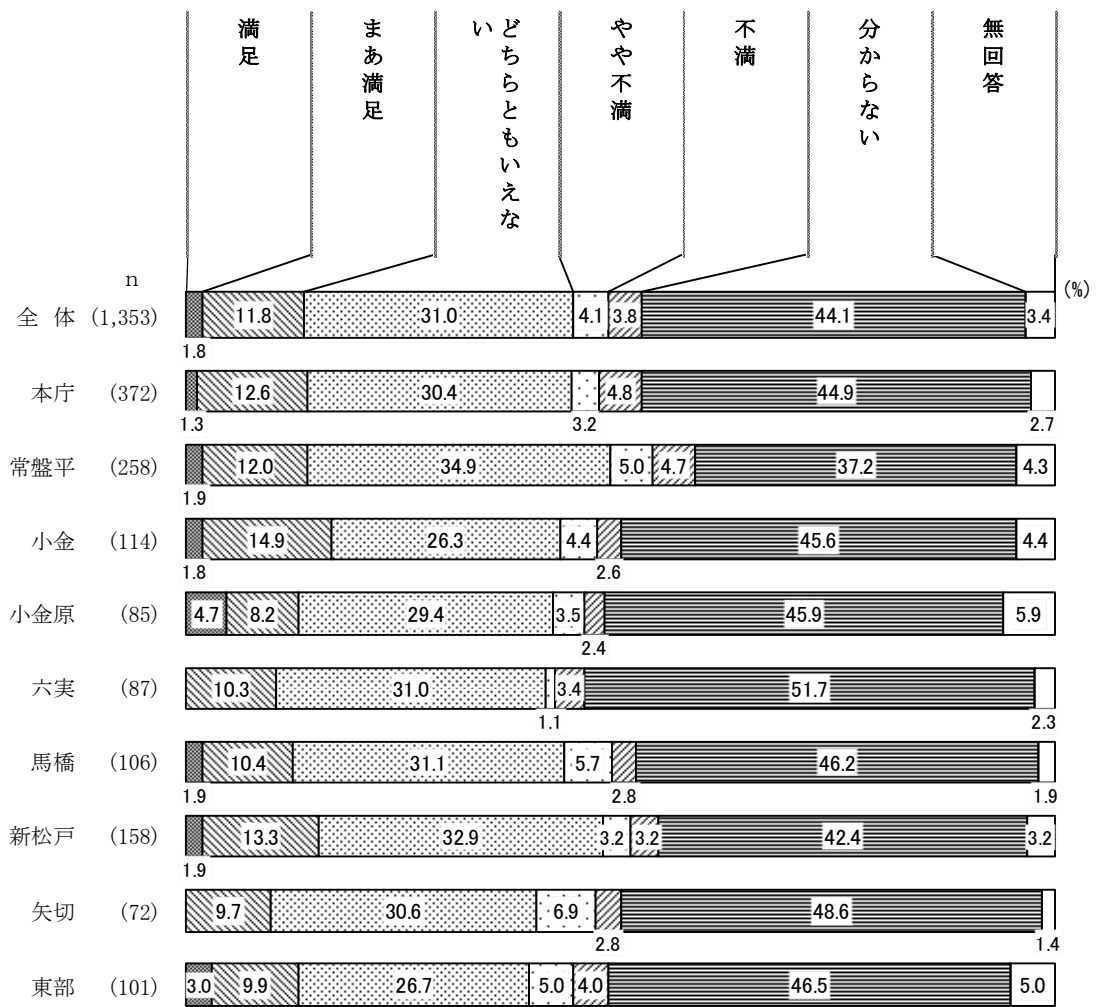 満足
まあ満足
どちらともいえない
やや不満
不満
分からない
無回答
n
(%)
全 体 (1,353) 11.8 31.0 4.1 3.8 44.1 3.4
1.8
本庁 (372) 12.6 30.4 4.8 44.9
1.3 3.2 2.7
常盤平 (258) 12.0 34.9 5.0 4.7 37.2 4.3
1.9
小金 (114) 14.9 26.3 4.4 45.6 4.4
1.8 2.6
小金原 (85) 4.7 8.2 29.4 3.5 45.9 5.9
2.4
六実 (87) 10.3 31.0 3.4 51.7
1.1 2.3
馬橋 (106) 10.4 31.1 5.7 46.2
1.9 2.8 1.9
新松戸 (158) 13.3 32.9 3.2 3.2 42.4 3.2
1.9
矢切 (72) 9.7 30.6 6.9 48.6
2.8 1.4
東部 (101) 3.0 9.9 26.7 5.0 4.0 46.5 5.0